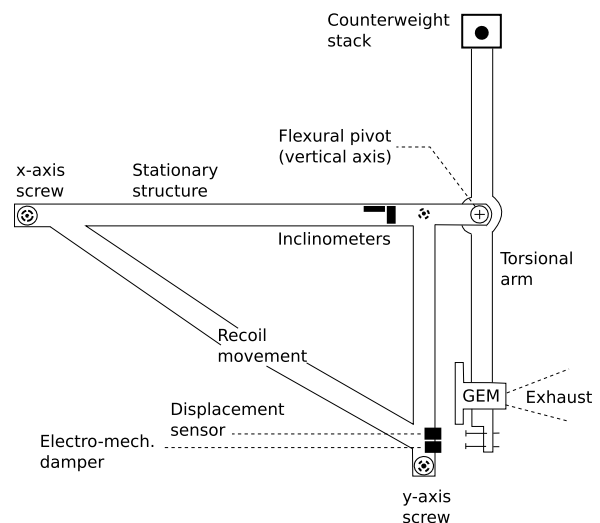 Counterweight
stack
Flexural pivot
(vertical axis)
x-axis
screw
Stationary
structure
Inclinometers
Torsional
arm
Recoil
movement
GEM
Exhaust
Displacement
sensor
Electro-mech.
damper
y-axis
screw